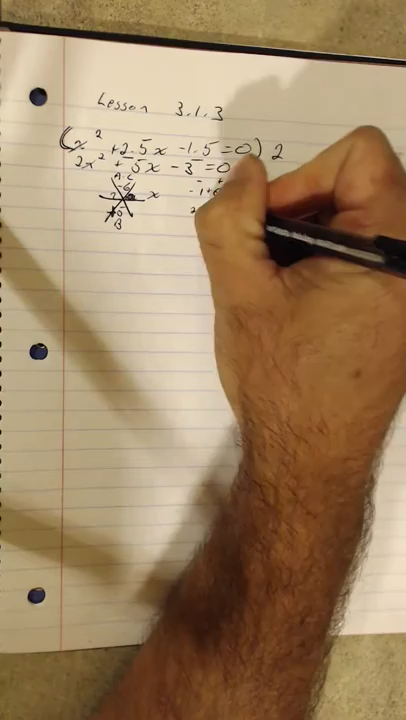 Lesson 3.1.3
(x² +2.5x -1.5=0)2
2x² +5x -3=0
A.C
x
B